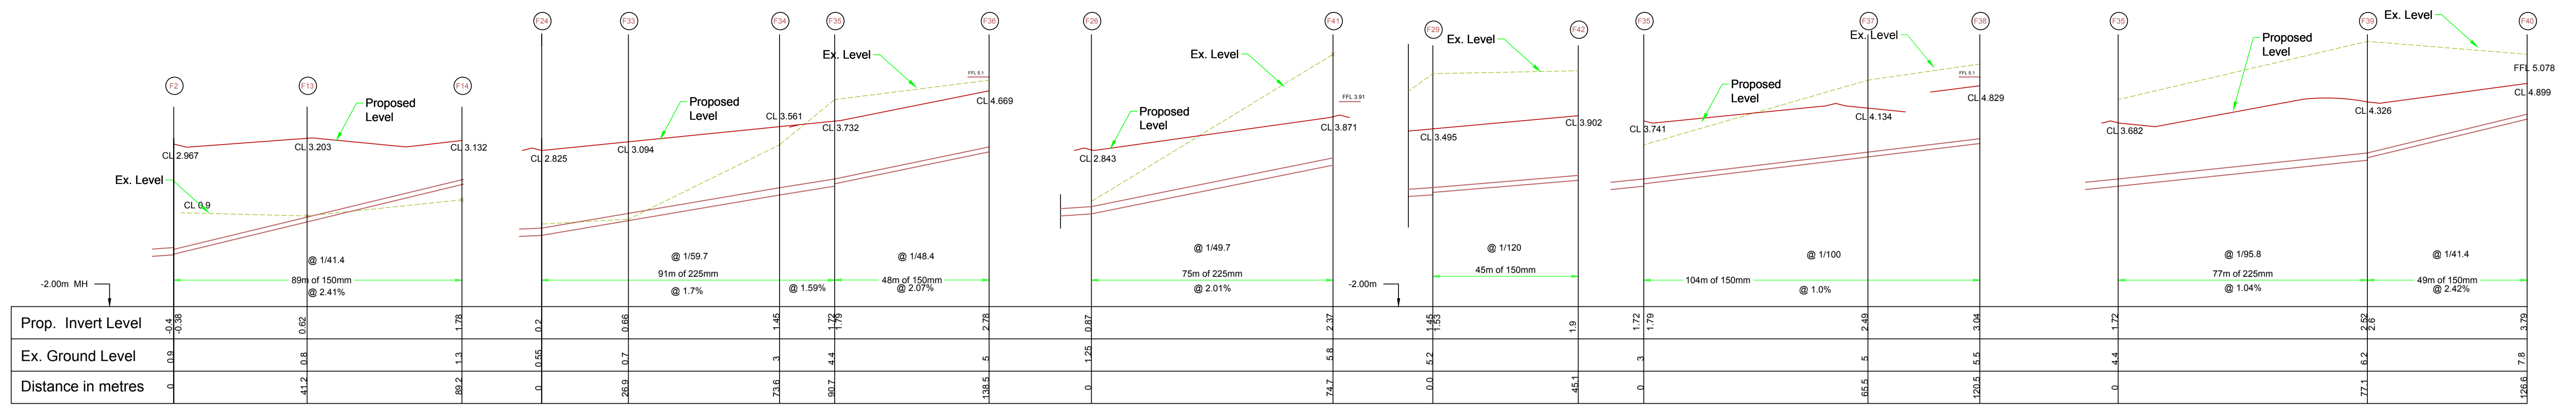 F2
F13
F14
F24
F33
F34
F35
F36
F26
F41
F29
F42
F35
F37
F38
F35
F39
F40
Proposed
Level
CL 2.967
CL 3.203
CL 3.132
Ex. Level
CL 0.9
@ 1/41.4
89m of 150mm
@ 2.41%
-2.00m MH
Proposed
Level
Ex. Level
CL 2.825
CL 3.094
CL 3.561
CL 3.732
FFL 5.1
CL 4.669
@ 1/59.7
91m of 225mm
@ 1.7%
@ 1.59%
@ 1/48.4
48m of 150mm
@ 2.07%
Ex. Level
Proposed
Level
CL 2.843
FFL 3.91
CL 3.871
@ 1/49.7
75m of 225mm
@ 2.01%
-2.00m
Ex. Level
CL 3.495
CL 3.902
@ 1/120
45m of 150mm
Ex. Level
Proposed
Level
CL 3.741
CL 4.134
FFL 5.1
CL 4.829
@ 1/100
104m of 150mm
@ 1.0%
Ex. Level
Proposed
Level
CL 3.682
CL 4.326
FFL 5.078
CL 4.899
@ 1/95.8
77m of 225mm
@ 1.04%
@ 1/41.4
49m of 150mm
@ 2.42%
Prop. Invert Level -0.4 -0.38 0.62 1.78 0.2 0.66 1.45 1.72 1.79 2.78 0.87 2.37 1.45 1.53 1.9 1.72 1.79 2.49 3.04 1.72 2.52 2.6 3.79
Ex. Ground Level 0.9 0.8 1.3 0.55 0.7 3 4.4 5 1.25 5.8 5.2 3 5 5.5 4.4 6.2 7.8
Distance in metres 0 41.2 89.2 0 26.9 73.6 90.7 138.5 0 74.7 0.0 45.1 0 65.5 120.5 0 77.1 126.6